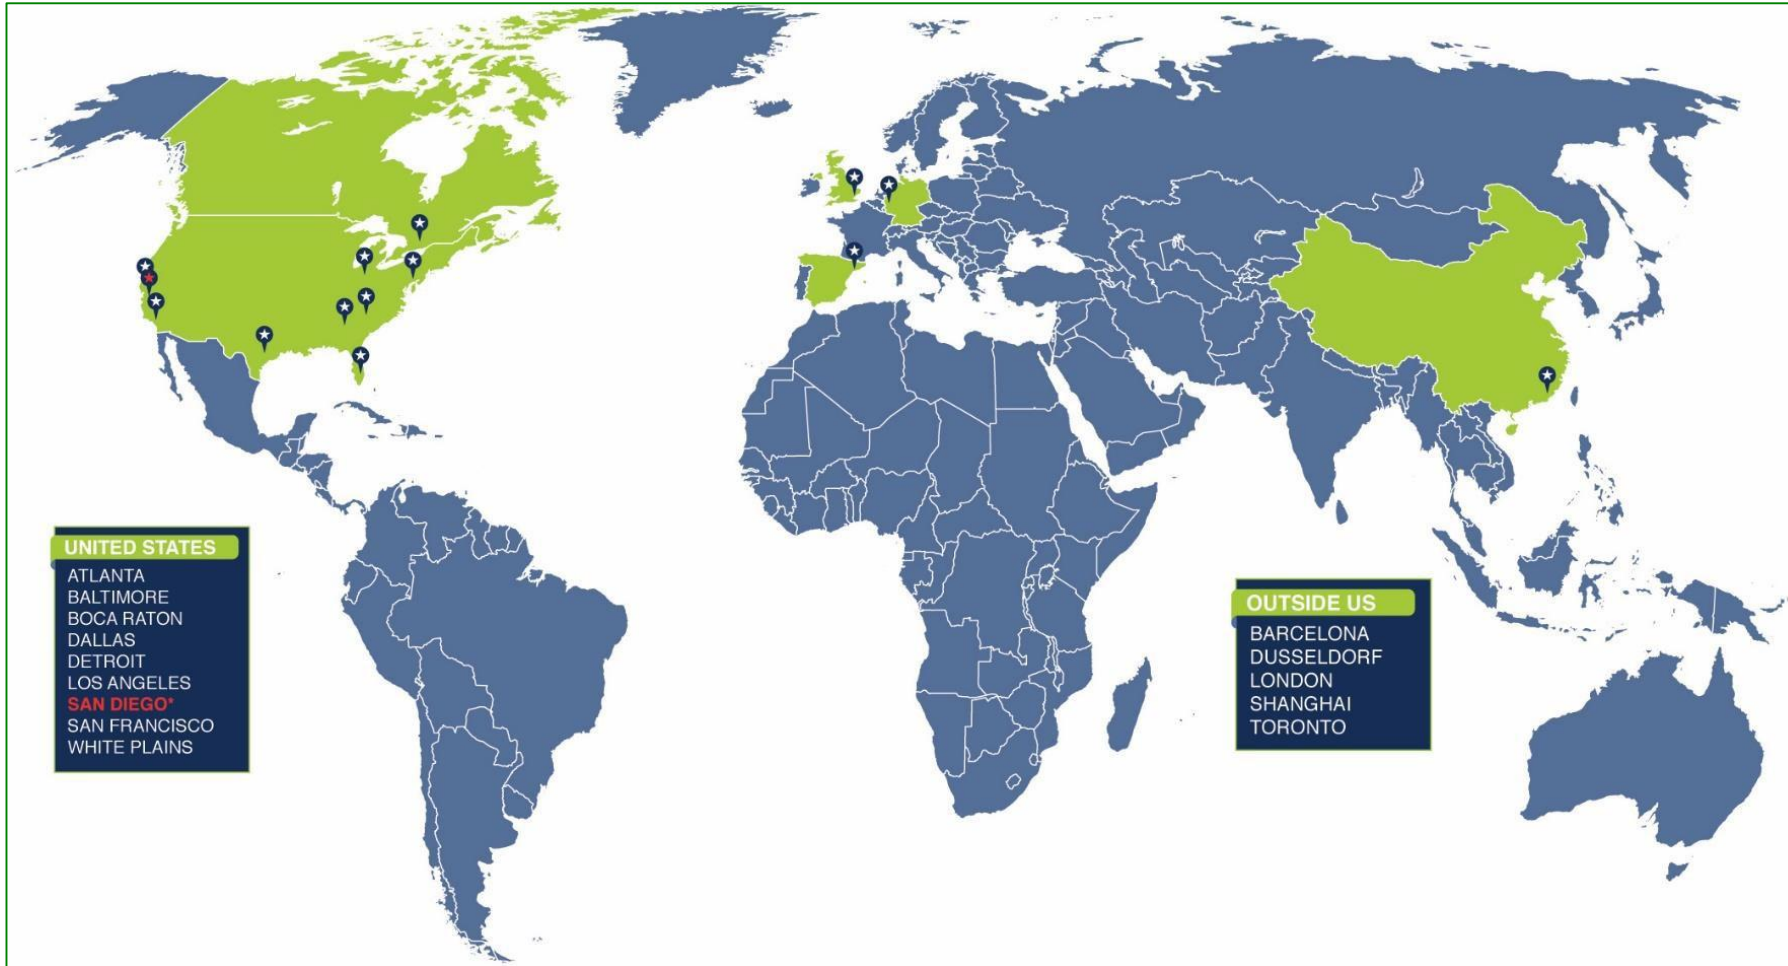 UNITED STATES
ATLANTA
BALTIMORE
BOCA RATON
DALLAS
DETROIT
LOS ANGELES
SAN DIEGO*
SAN FRANCISCO
WHITE PLAINS
OUTSIDE US
BARCELONA
DUSSELDORF
LONDON
SHANGHAI
TORONTO